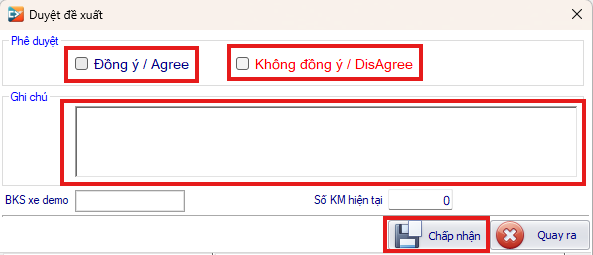 Duyệt đề xuất
Phê duyệt
Đồng ý / Agree
Không đồng ý / DisAgree
Ghi chú
BKS xe demo
Số KM hiện tại
0
Chấp nhận
Quay ra